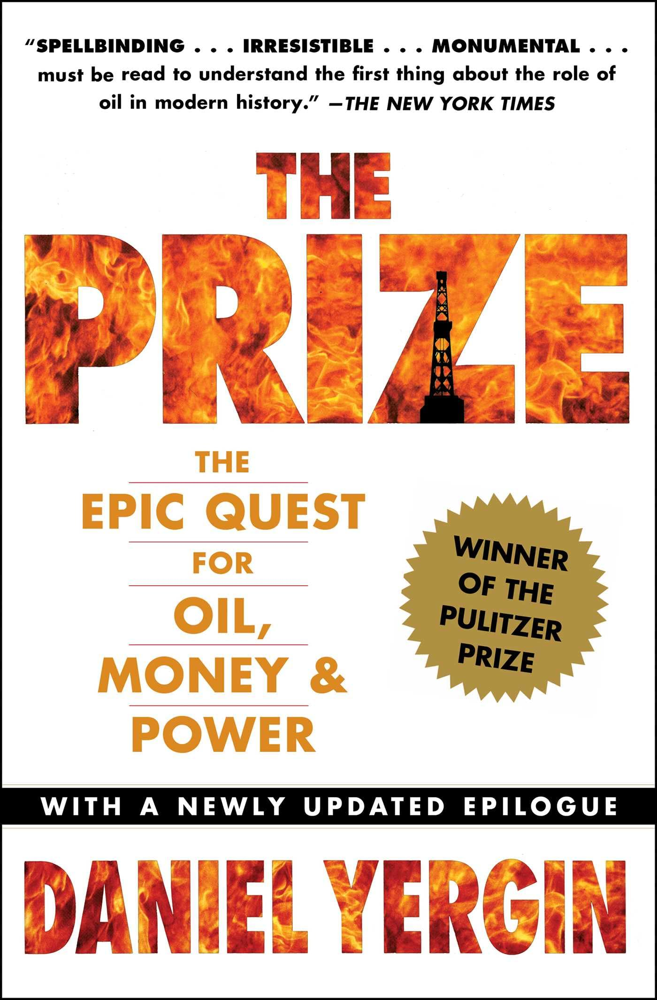 “SPELLBINDING . . . IRRESISTIBLE . . . MONUMENTAL . . .
must be read to understand the first thing about the role of
oil in modern history.” —THE NEW YORK TIMES
THE
PRIZE
THE
EPIC QUEST
FOR
OIL,
MONEY &
POWER
WINNER
OF THE
PULITZER
PRIZE
WITH A NEWLY UPDATED EPILOGUE
DANIEL YERGIN